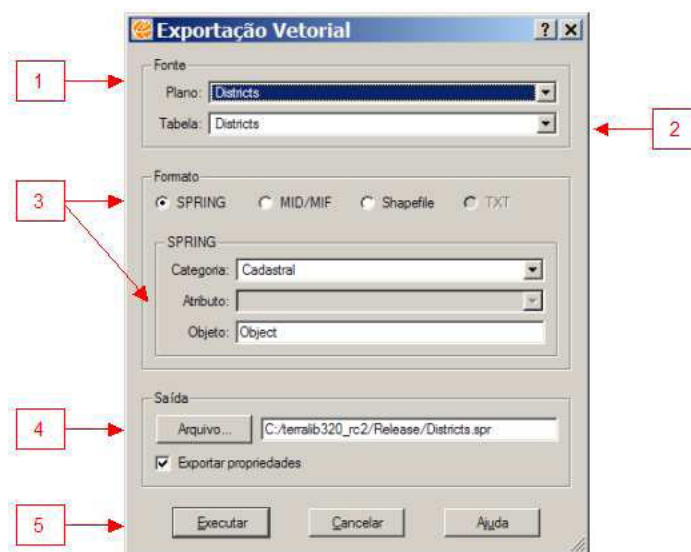 Exportação Vetorial
Fonte
1
Plano: Districts
Tabela: Districts
2
Formato
3
SPRING MID/MIF Shapefile TXT
SPRING
Categoria: Cadastral
Atributo:
Objeto: Object
Saída
4
Arquivo... C:/terralib320_rc2/Release/Districts.spr
Exportar propriedades
5
Executar Cancelar Ajuda